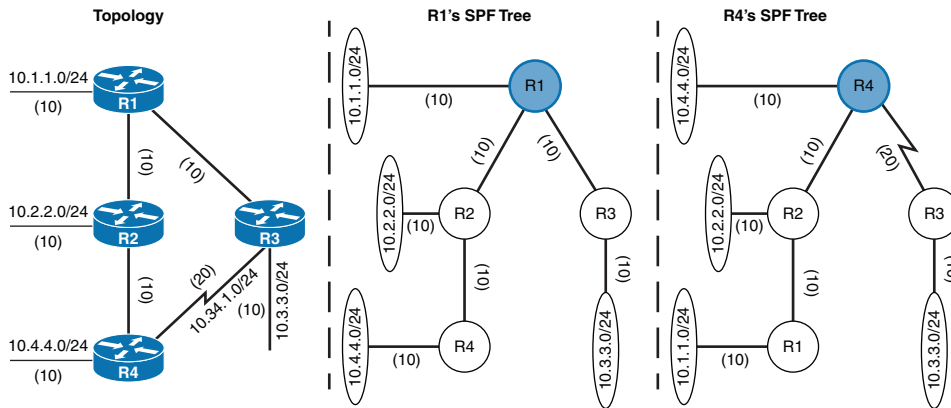 Topology
10.1.1.0/24
(10)
R1
(10)
(10)
10.2.2.0/24
(10)
R2
R3
(10)
(20)
10.34.1.0/24
(10)
10.3.3.0/24
10.4.4.0/24
(10)
R4
R1's SPF Tree
10.1.1.0/24
(10)
R1
(10)
(10)
10.2.2.0/24
(10)
R2
R3
(10)
(10)
10.4.4.0/24
(10)
R4
10.3.3.0/24
R4's SPF Tree
10.4.4.0/24
(10)
R4
(10)
(20)
10.2.2.0/24
(10)
R2
R3
(10)
(10)
10.1.1.0/24
(10)
R1
10.3.3.0/24